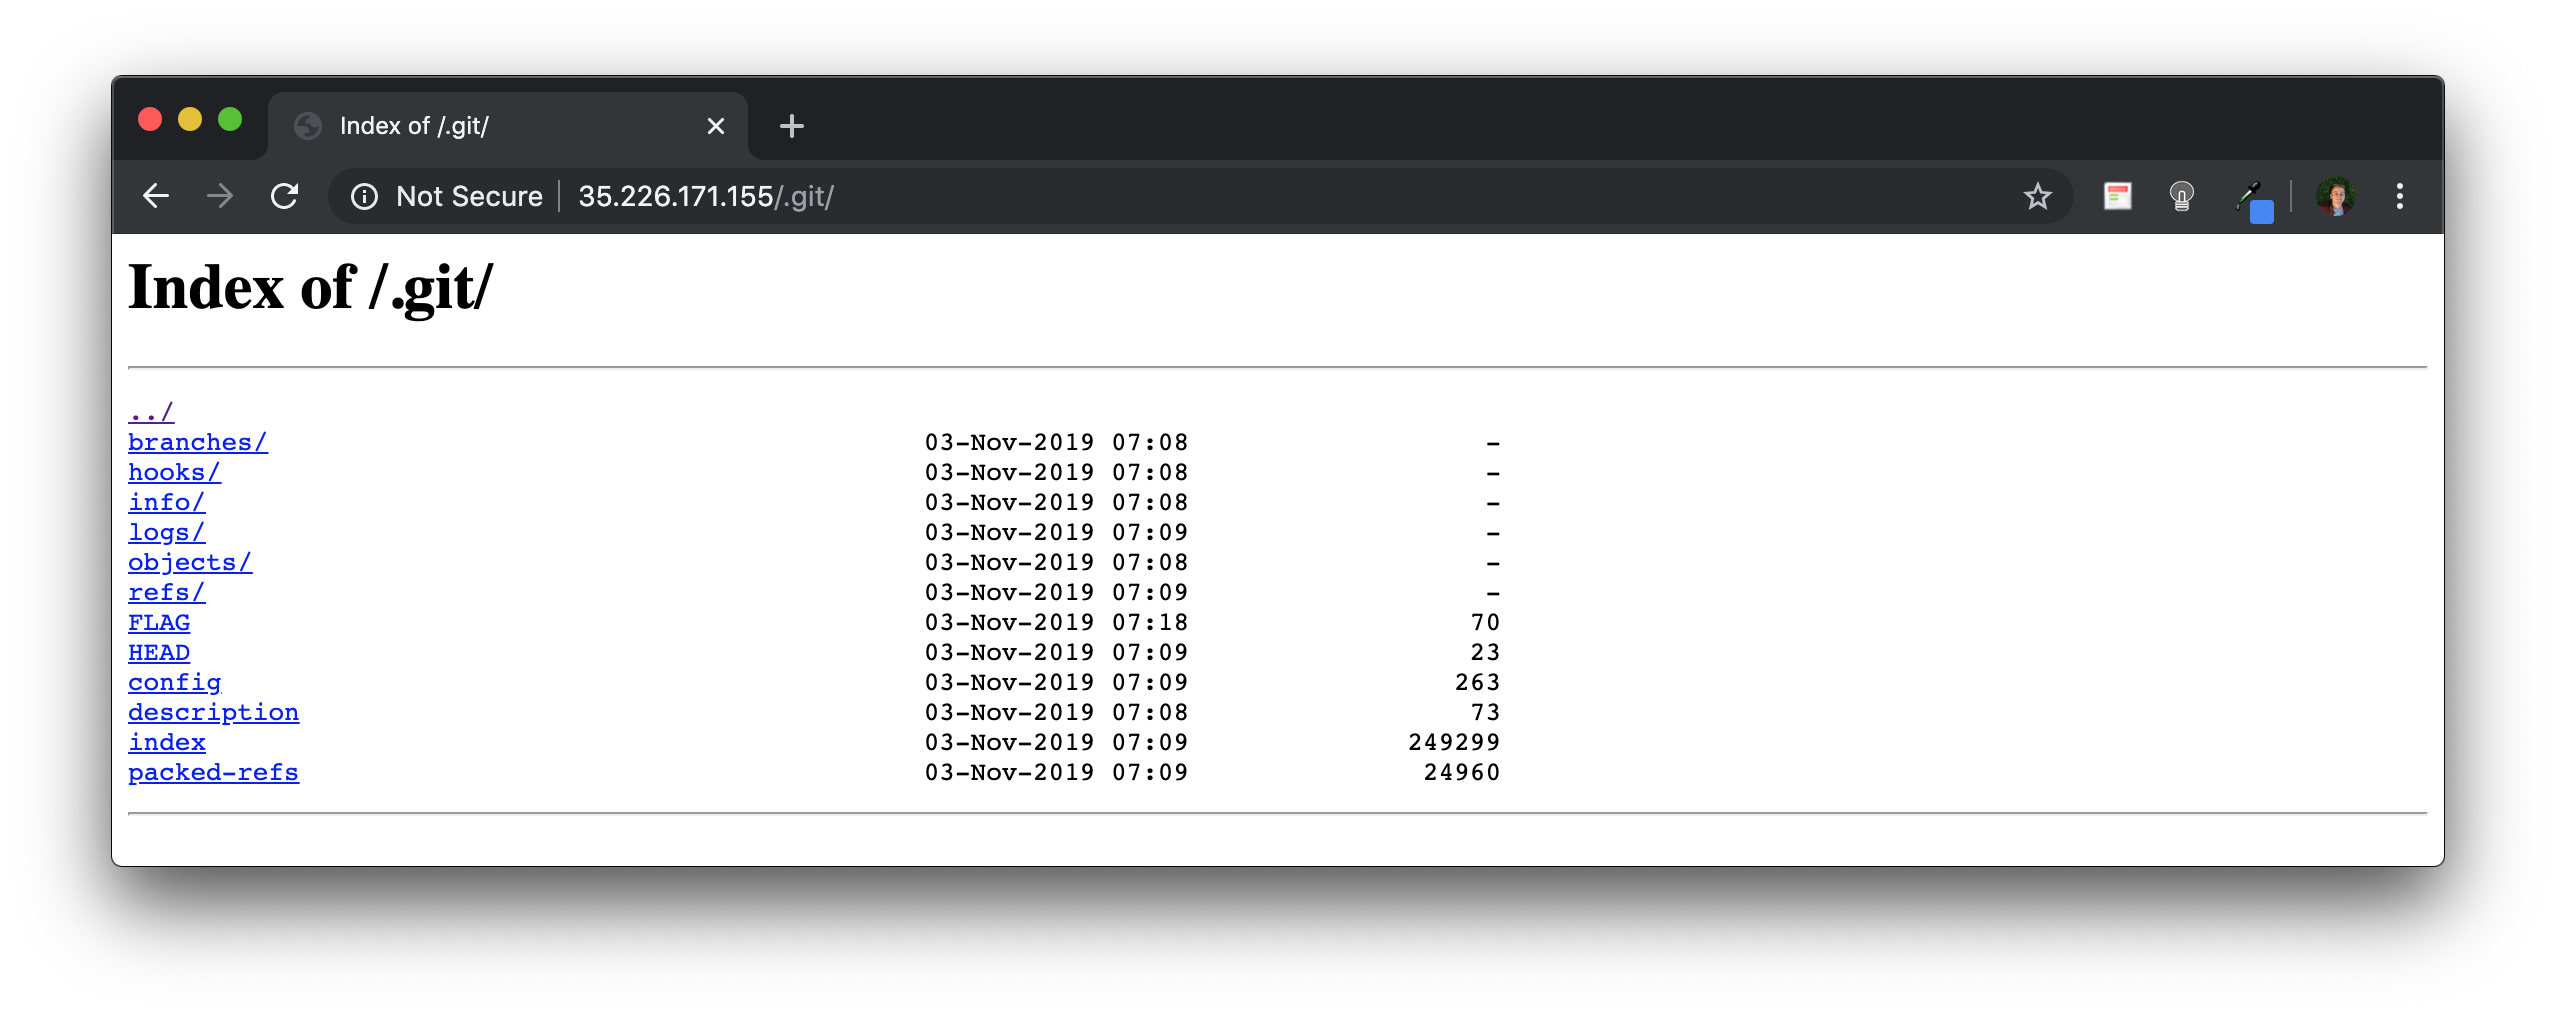 Index of /.git/
Not Secure 35.226.171.155/.git/
Index of /.git/
../
branches/ 03-Nov-2019 07:08 -
hooks/ 03-Nov-2019 07:08 -
info/ 03-Nov-2019 07:08 -
logs/ 03-Nov-2019 07:09 -
objects/ 03-Nov-2019 07:08 -
refs/ 03-Nov-2019 07:09 -
FLAG 03-Nov-2019 07:18 70
HEAD 03-Nov-2019 07:09 23
config 03-Nov-2019 07:09 263
description 03-Nov-2019 07:08 73
index 03-Nov-2019 07:09 249299
packed-refs 03-Nov-2019 07:09 24960